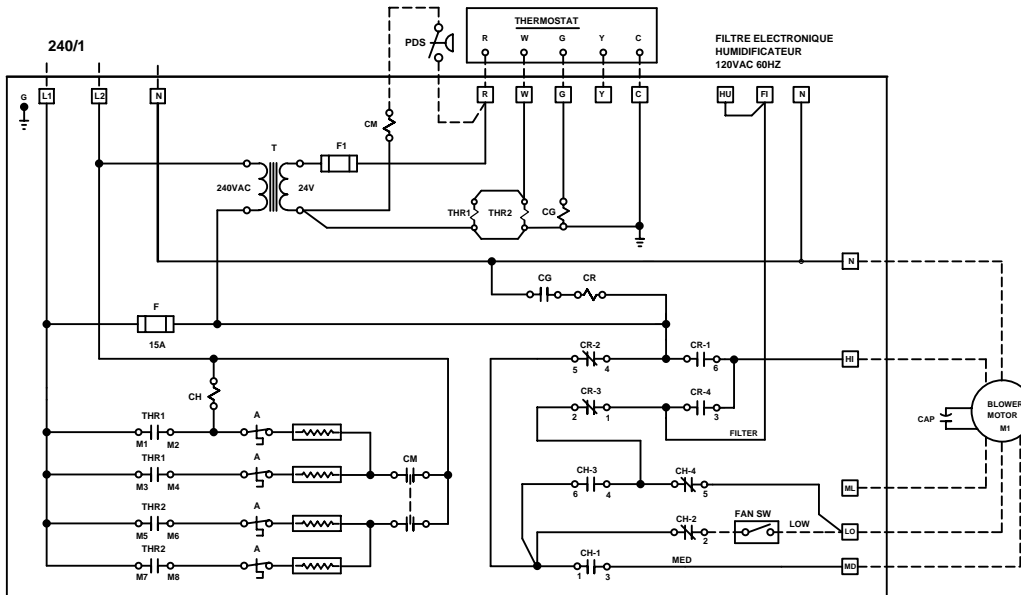 240/1
PDS
THERMOSTAT
R W G Y C
FILTRE ELECTRONIQUE
HUMIDIFICATEUR
120VAC 60HZ
G L1 L2 N R W G Y C HU FI N
CM
T F1
240VAC 24V
THR1 THR2 CG
N
CG CR
F
15A
CR-2 CR-1
5 4 6
HI
CR-3 CR-4
2 1 3
FILTER
CH
CAP
BLOWER
MOTOR
M1
THR1 A
M1 M2
THR1 A CM
M3 M4
CH-3 CH-4
6 4 5
ML
THR2 A
M5 M6
CH-2 FAN SW
2
LOW
LO
THR2 A
M7 M8
CH-1
1 3
MED
MD